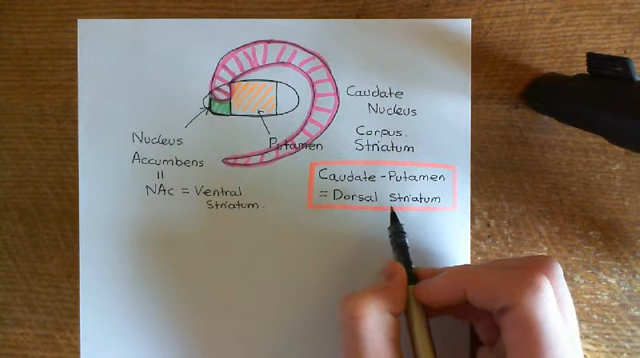 Caudate
Nucleus
Corpus
Striatum
Putamen
Nucleus
Accumbens
=
NAc = Ventral
Striatum.
Caudate-Putamen
= Dorsal Striatum